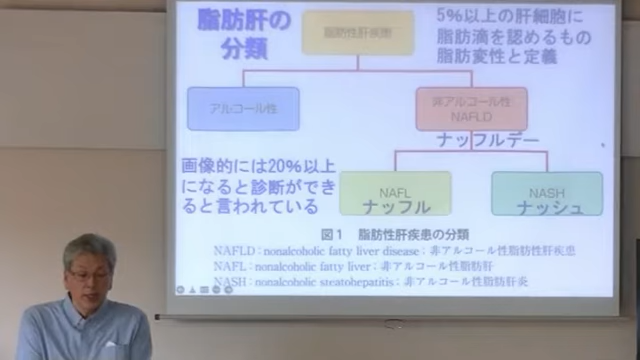 脂肪肝の
分類
脂肪性肝疾患
5%以上の肝細胞に
脂肪滴を認めるもの
脂肪変性と定義
アルコール性
非アルコール性
NAFLD
ナッフルデー
画像的には20%以上
になると診断ができ
ると言われている
NAFL
ナッフル
NASH
ナッシュ
図1 脂肪性肝疾患の分類
NAFLD：nonalcoholic fatty liver disease：非アルコール性脂肪性肝疾患
NAFL：nonalcoholic fatty liver：非アルコール性脂肪肝
NASH：nonalcoholic steatohepatitis：非アルコール性脂肪肝炎